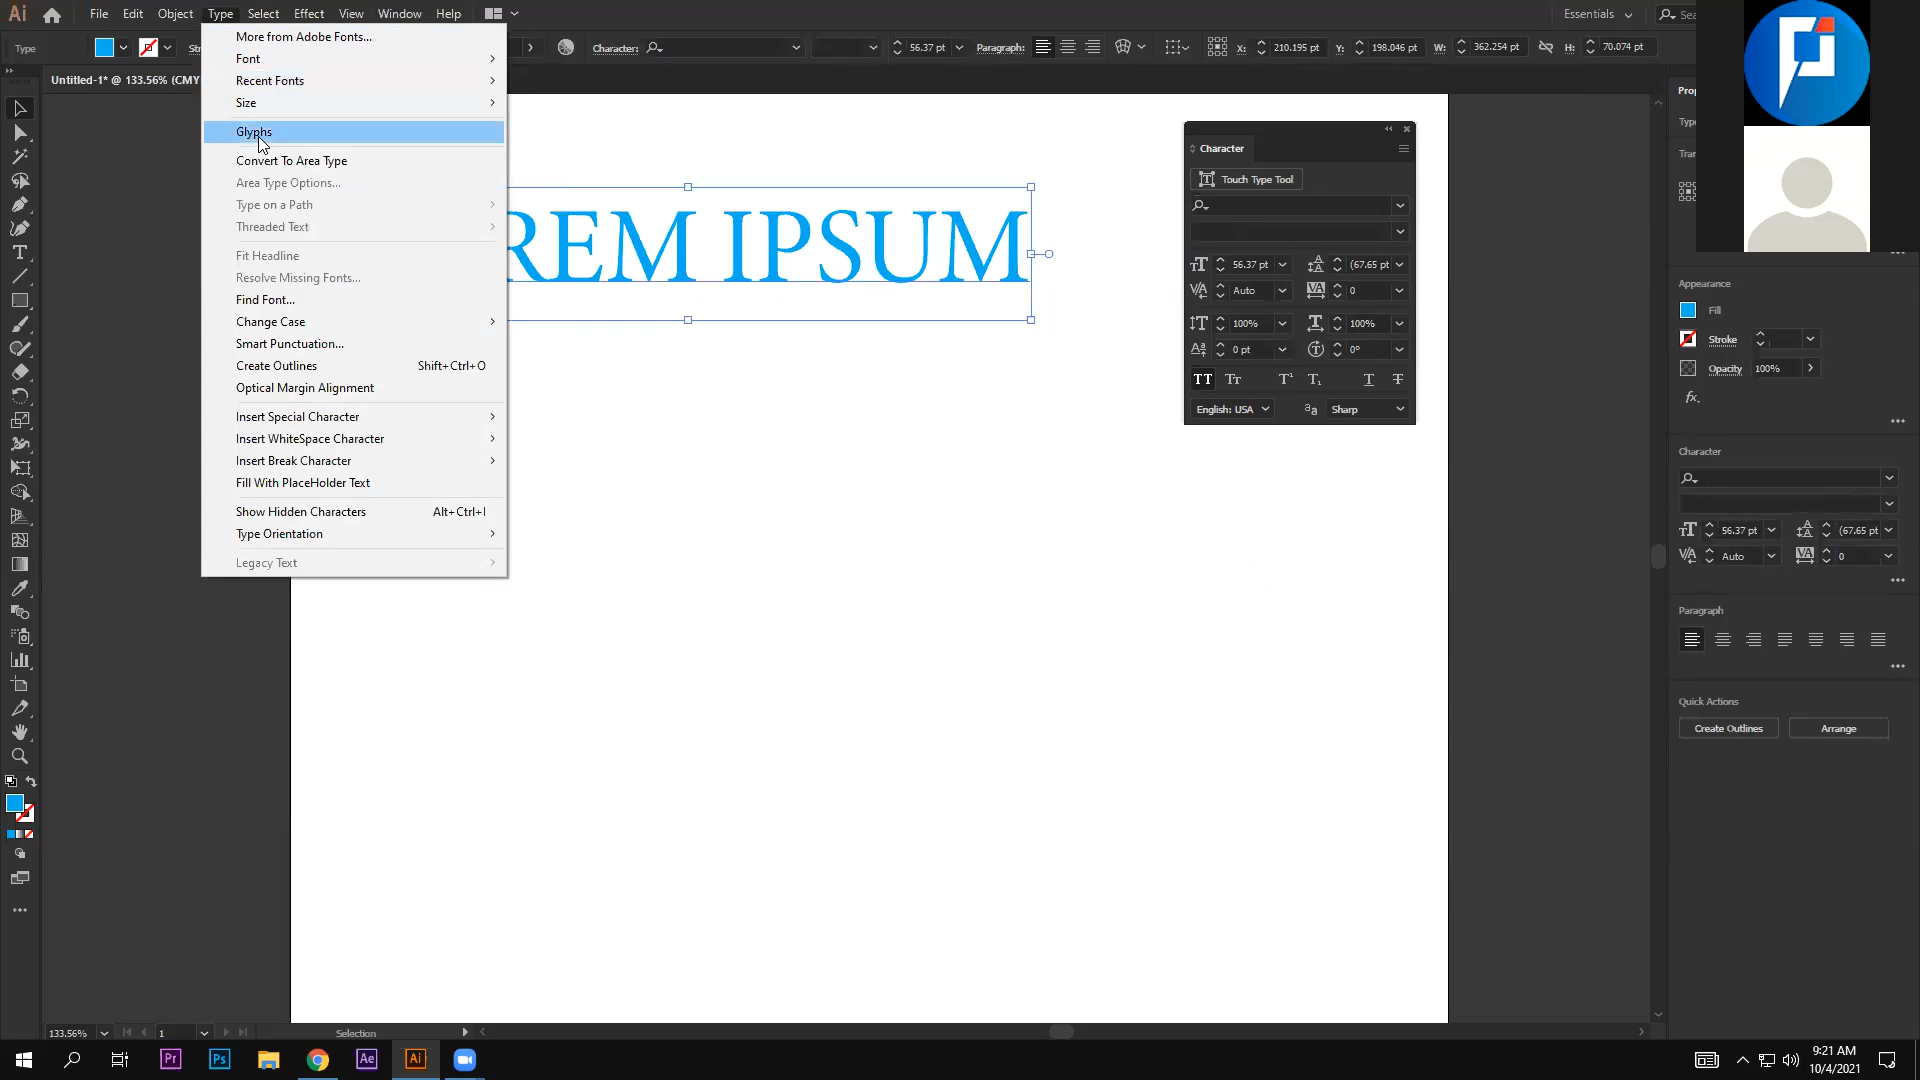 Ai File Edit Object Type Select Effect View Window Help Essentials Sea
Type Character: 56.37 pt Paragraph: X: 210.195 pt Y: 198.046 pt W: 362.254 pt H: 70.074 pt
Untitled-1* @ 133.56% (CMY
More from Adobe Fonts...
Font
Recent Fonts
Size
Glyphs
Convert To Area Type
Area Type Options...
Type on a Path
Threaded Text
Fit Headline
Resolve Missing Fonts...
Find Font...
Change Case
Smart Punctuation...
Create Outlines Shift+Ctrl+O
Optical Margin Alignment
Insert Special Character
Insert WhiteSpace Character
Insert Break Character
Fill With PlaceHolder Text
Show Hidden Characters Alt+Ctrl+I
Type Orientation
Legacy Text
REM IPSUM
Character
Touch Type Tool
56.37 pt (67.65 pt
Auto 0
100% 100%
0 pt 0°
English: USA Sharp
Appearance
Fill
Stroke
Opacity 100%
fx.
Character
56.37 pt (67.65 pt
Auto 0
Paragraph
Quick Actions
Create Outlines Arrange
133.56% 1 Selection
Pr Ps Ae Ai
9:21 AM
10/4/2021